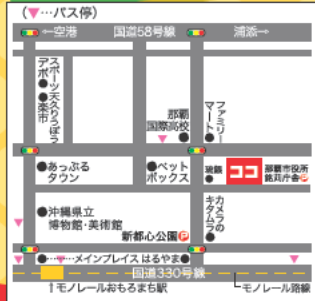 (▼…バス停)
←空港 国道58号線 浦添→
スポーツデポ
天久りうぼう楽市
那覇
国際高校
ファミリーマート
あっぷる
タウン
ペット
ボックス
琉銀
ココ
那覇市役所
銘苅庁舎 P
沖縄県立
博物館・美術館
新都心公園 P
カメラのキタムラ
メインプレイス はるやま
国道330号線
↑モノレールおもろまち駅
モノレール路線